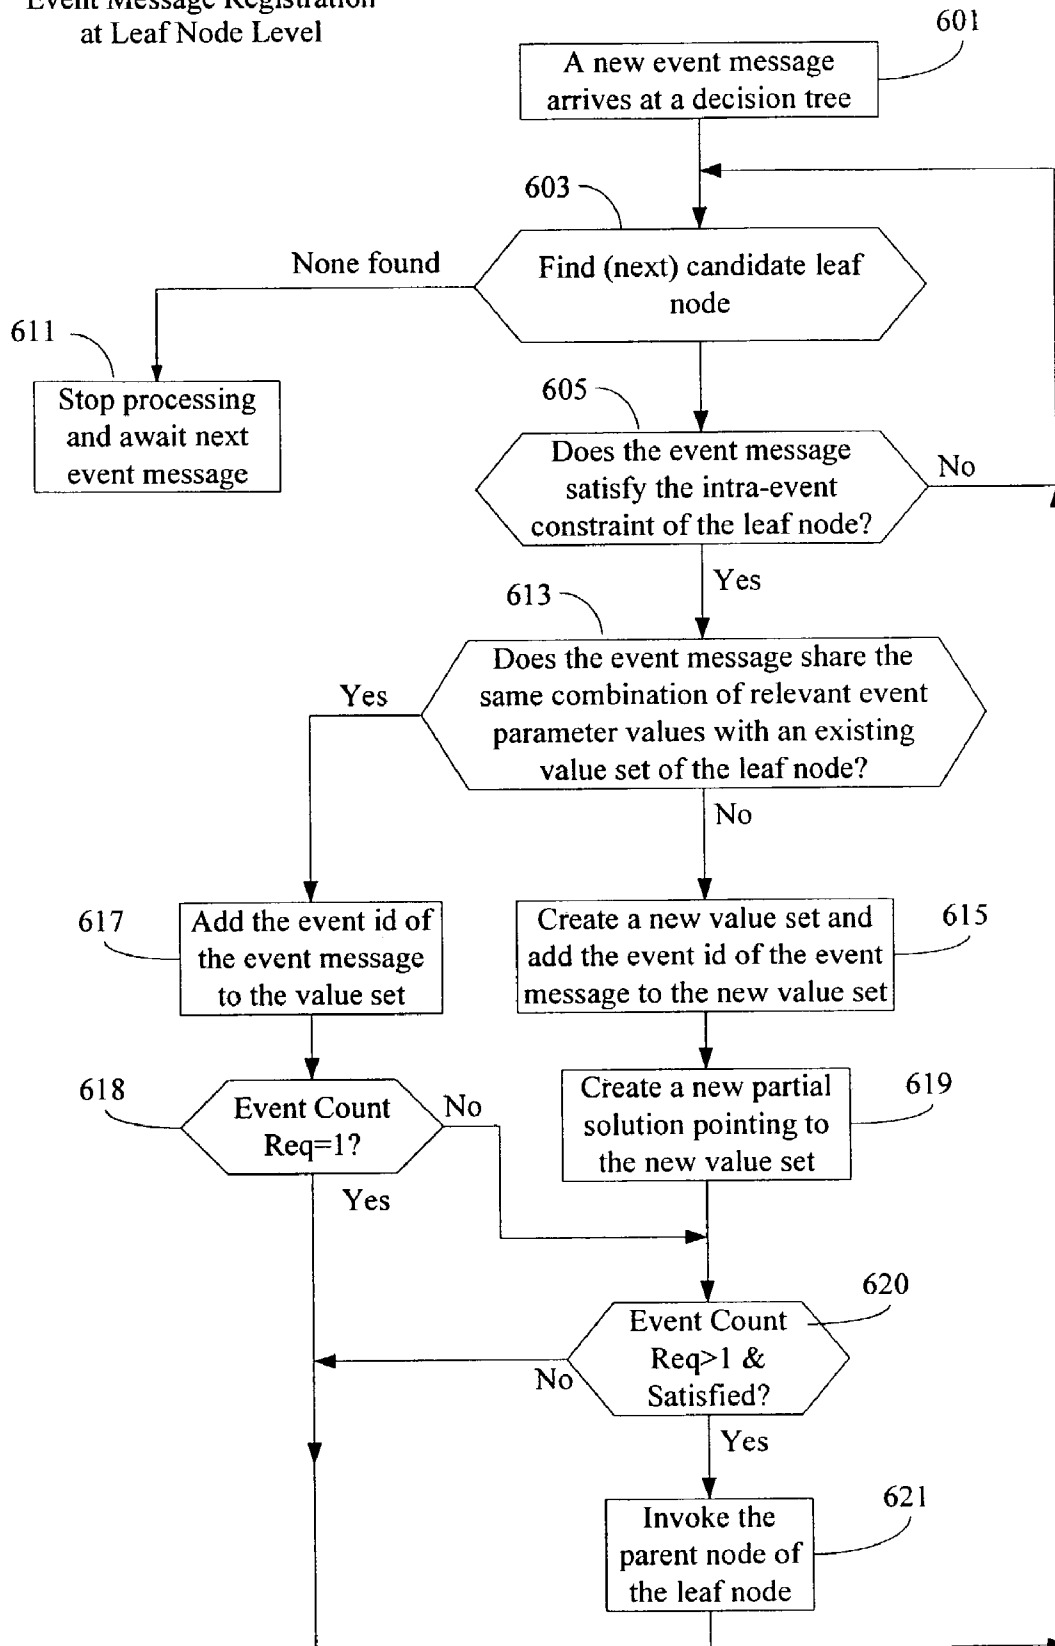 Event Message Registration
at Leaf Node Level
601
A new event message
arrives at a decision tree
603
None found
Find (next) candidate leaf
node
611
Stop processing
and await next
event message
605
Does the event message
satisfy the intra-event
constraint of the leaf node?
No
Yes
613
Does the event message share the
same combination of relevant event
parameter values with an existing
value set of the leaf node?
Yes
No
617
Add the event id of
the event message
to the value set
Create a new value set and
add the event id of the event
message to the new value set
615
618
Event Count
Req=1?
No
Yes
Create a new partial
solution pointing to
the new value set
619
620
Event Count
Req>1 &
Satisfied?
No
Yes
621
Invoke the
parent node of
the leaf node